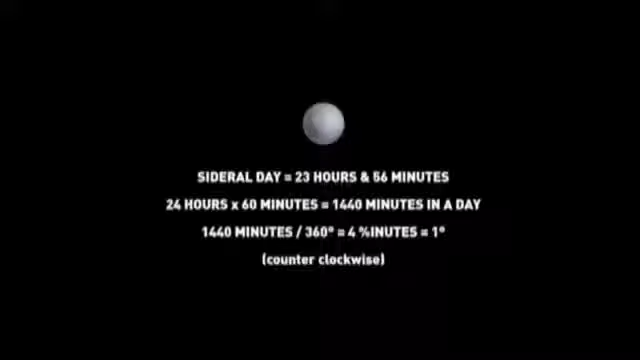 SIDERAL DAY = 23 HOURS & 56 MINUTES
24 HOURS x 60 MINUTES = 1440 MINUTES IN A DAY
1440 MINUTES / 360° = 4 %INUTES = 1°
(counter clockwise)